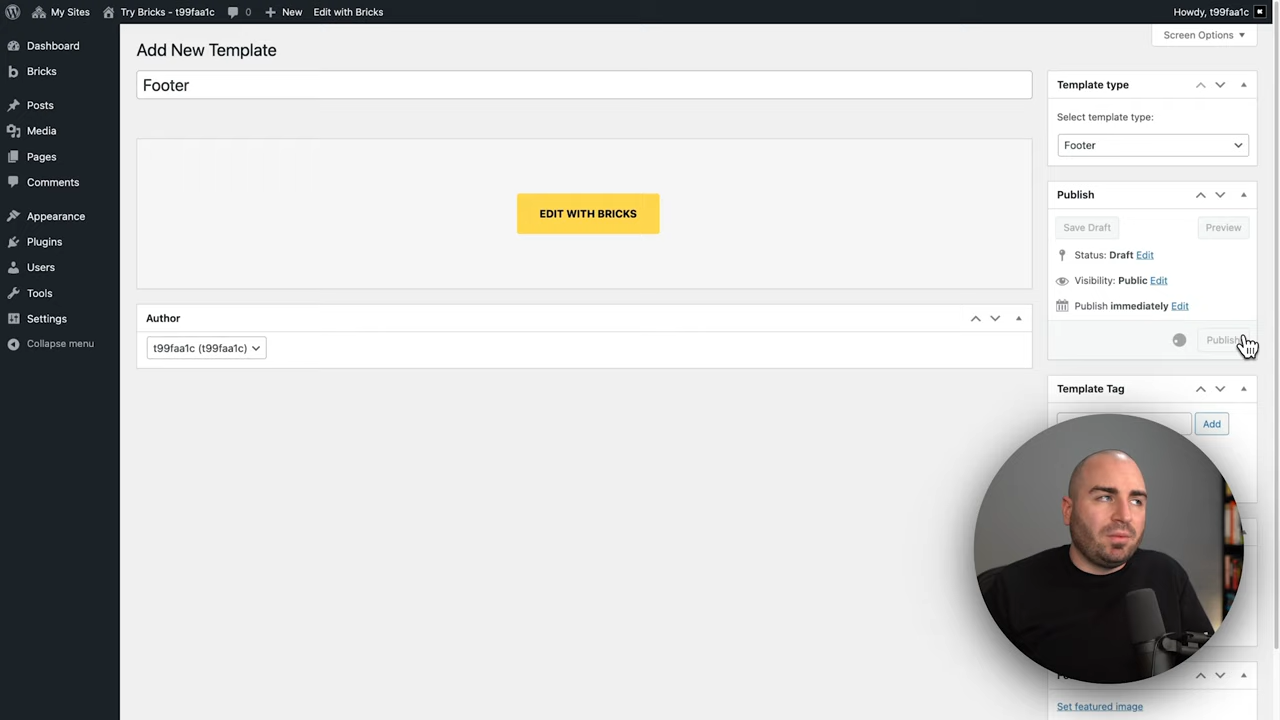 My Sites
Try Bricks - t99faa1c
0
New
Edit with Bricks
Howdy, t99faa1c
Screen Options
Dashboard
Bricks
Posts
Media
Pages
Comments
Appearance
Plugins
Users
Tools
Settings
Collapse menu
Add New Template
Footer
EDIT WITH BRICKS
Author
t99faa1c (t99faa1c)
Template type
Select template type:
Footer
Publish
Save Draft
Preview
Status: Draft Edit
Visibility: Public Edit
Publish immediately Edit
Publish
Template Tag
Add
Set featured image